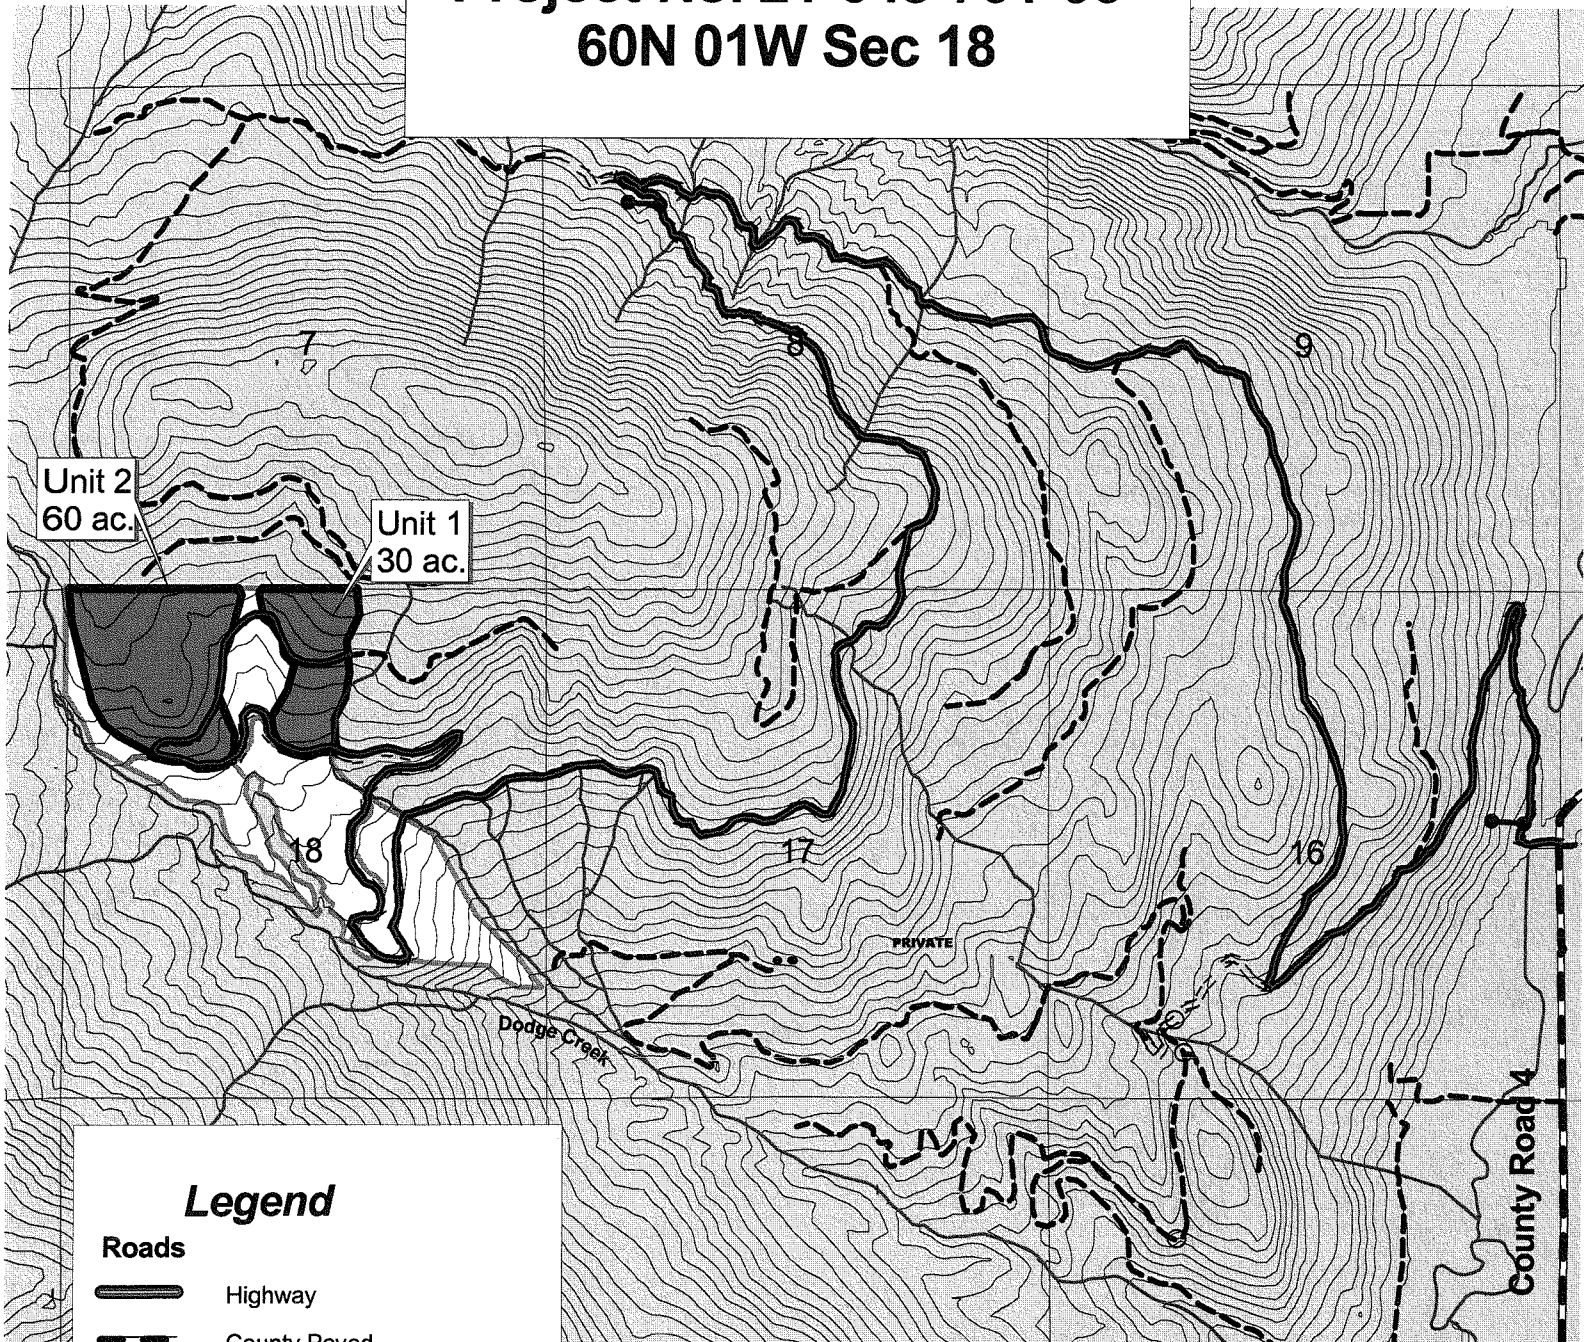 60N 01W Sec 18
7
8
9
Unit 2
60 ac.
Unit 1
30 ac.
18
17
16
PRIVATE
Dodge Creek
County Road 4
Legend
Roads
Highway
County Paved